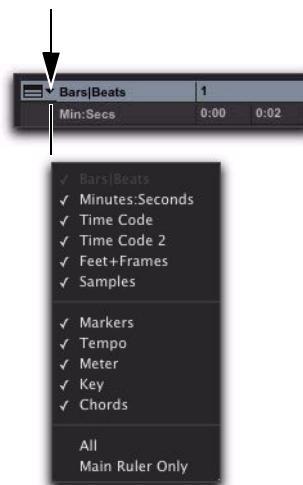 Bars|Beats 1
Min:Secs 0:00 0:02
✓ Bars|Beats
✓ Minutes:Seconds
✓ Time Code
✓ Time Code 2
✓ Feet+Frames
✓ Samples
✓ Markers
✓ Tempo
✓ Meter
✓ Key
✓ Chords
All
Main Ruler Only